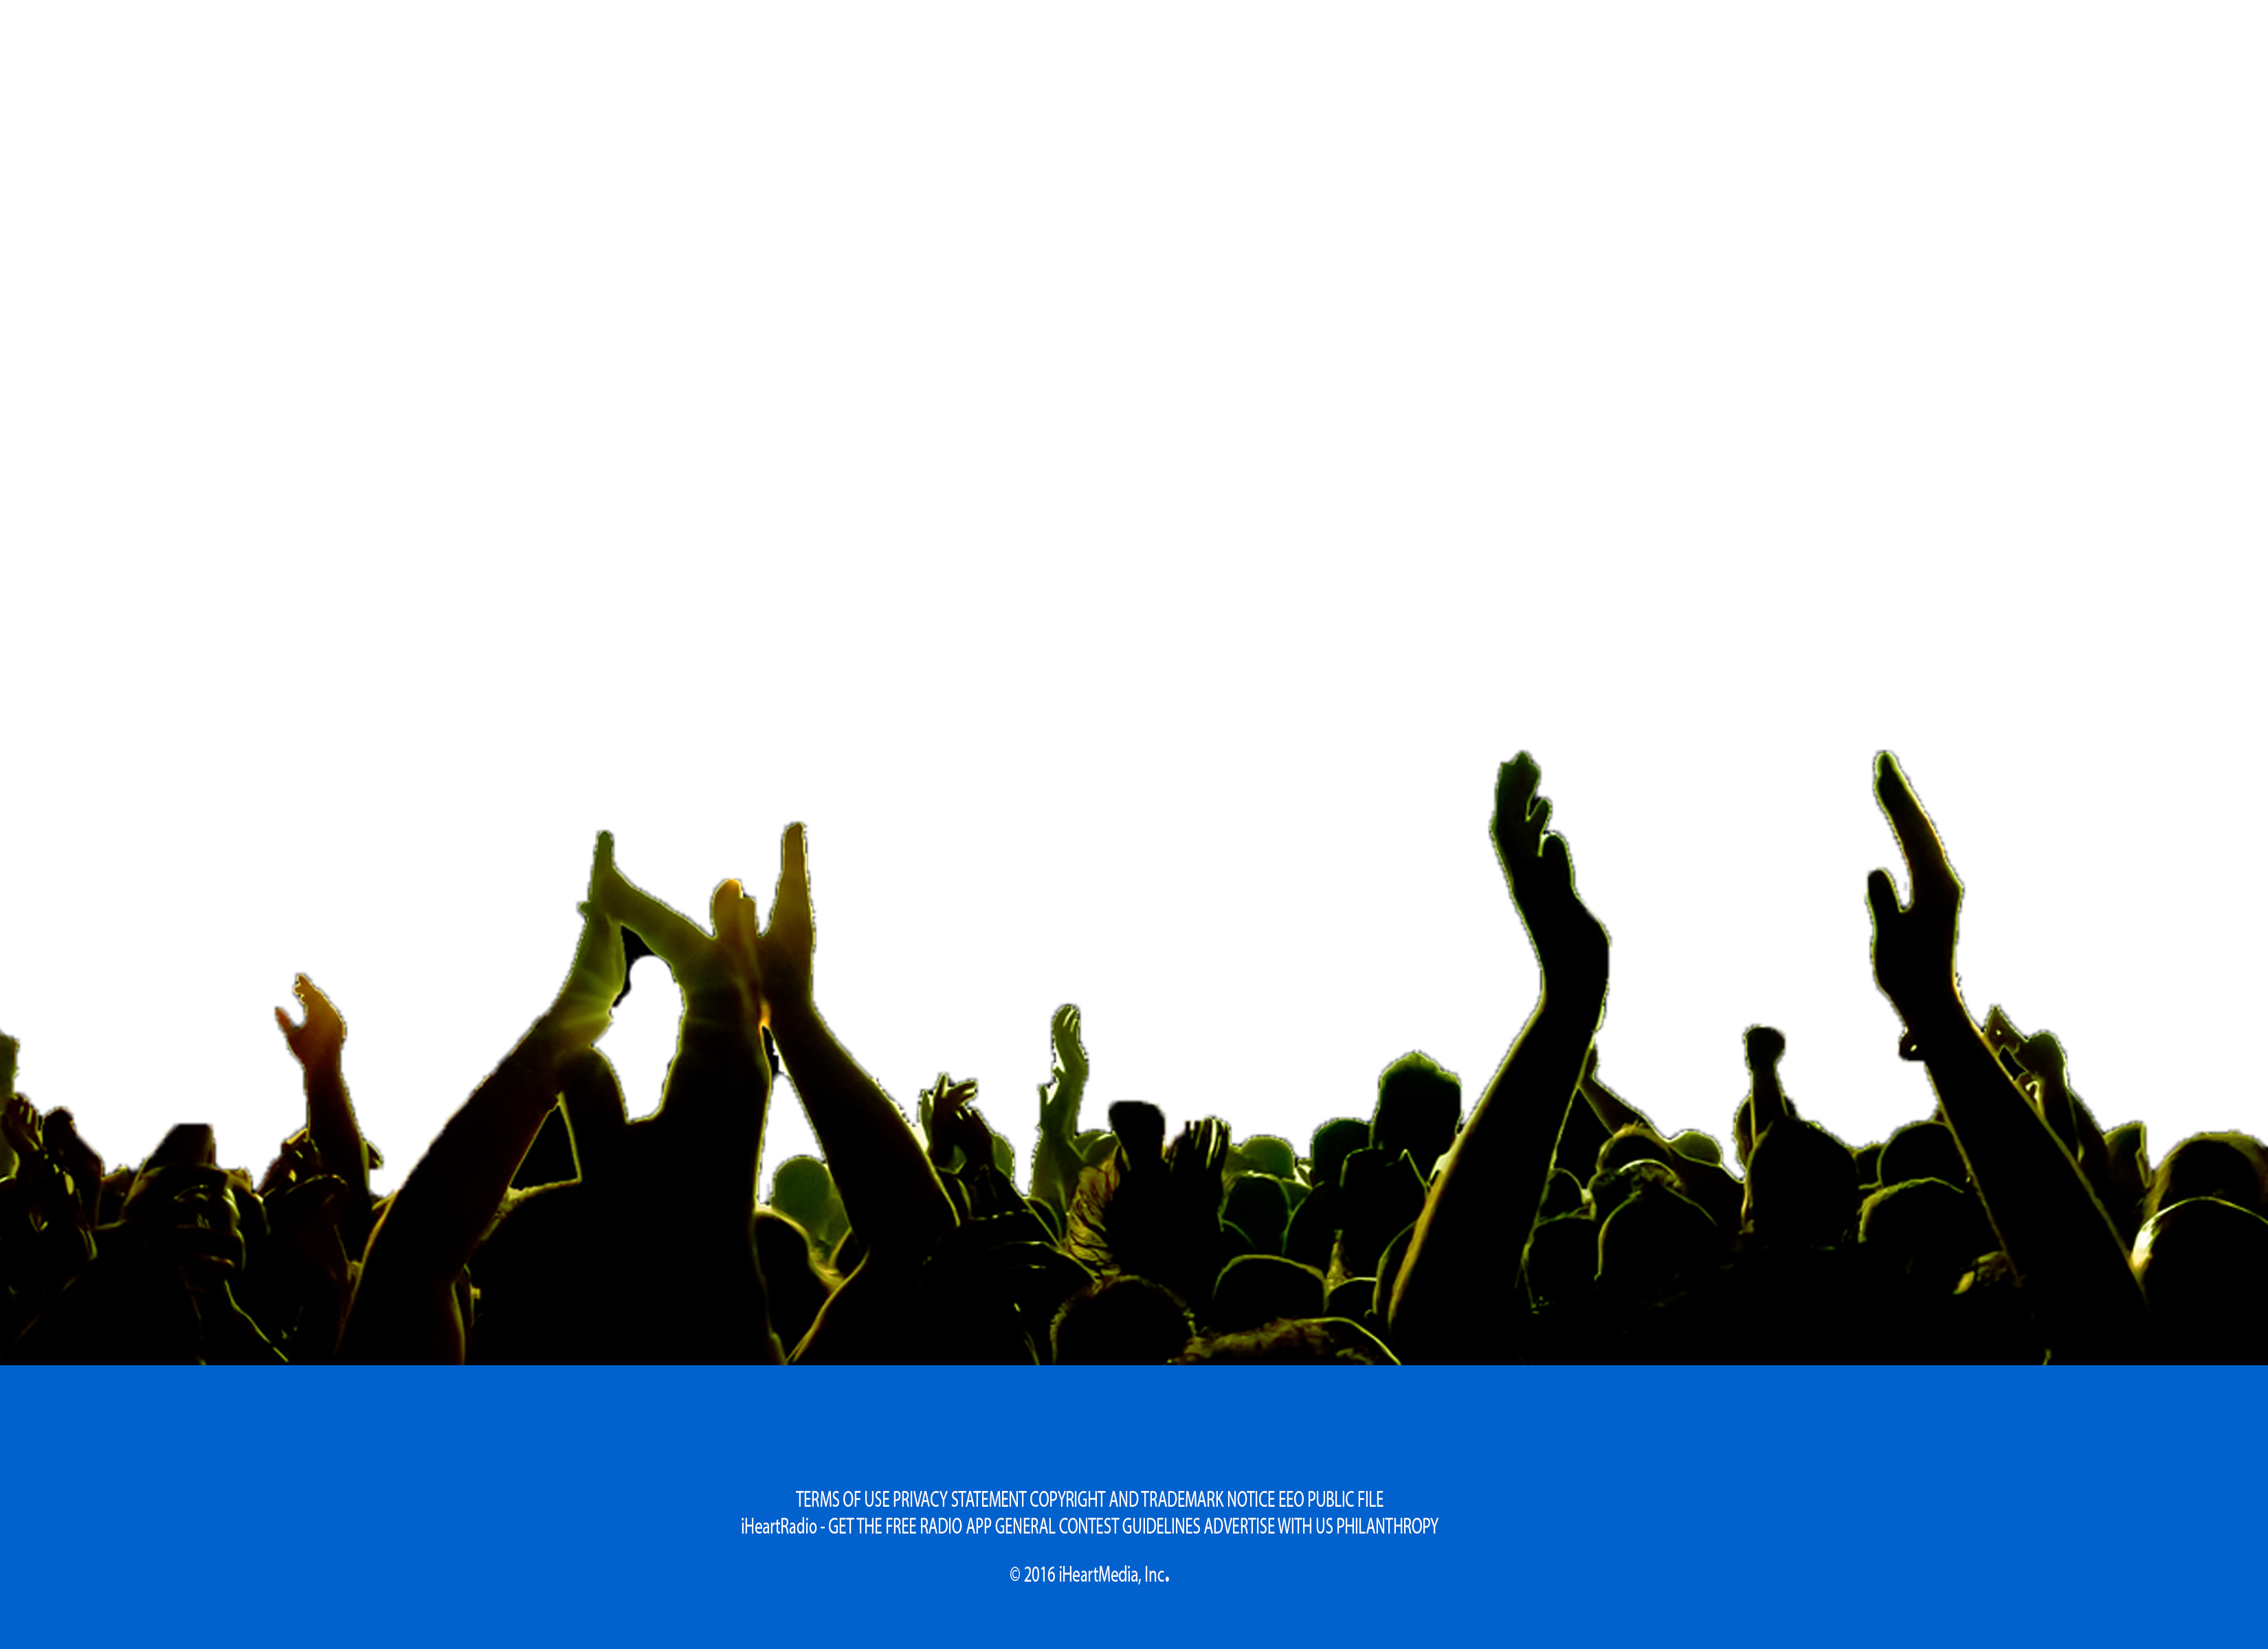 TERMS OF USE PRIVACY STATEMENT COPYRIGHT AND TRADEMARK NOTICE EEO PUBLIC FILE
iHeartRadio - GET THE FREE RADIO APP GENERAL CONTEST GUIDELINES ADVERTISE WITH US PHILANTHROPY
© 2016 iHeartMedia, Inc.